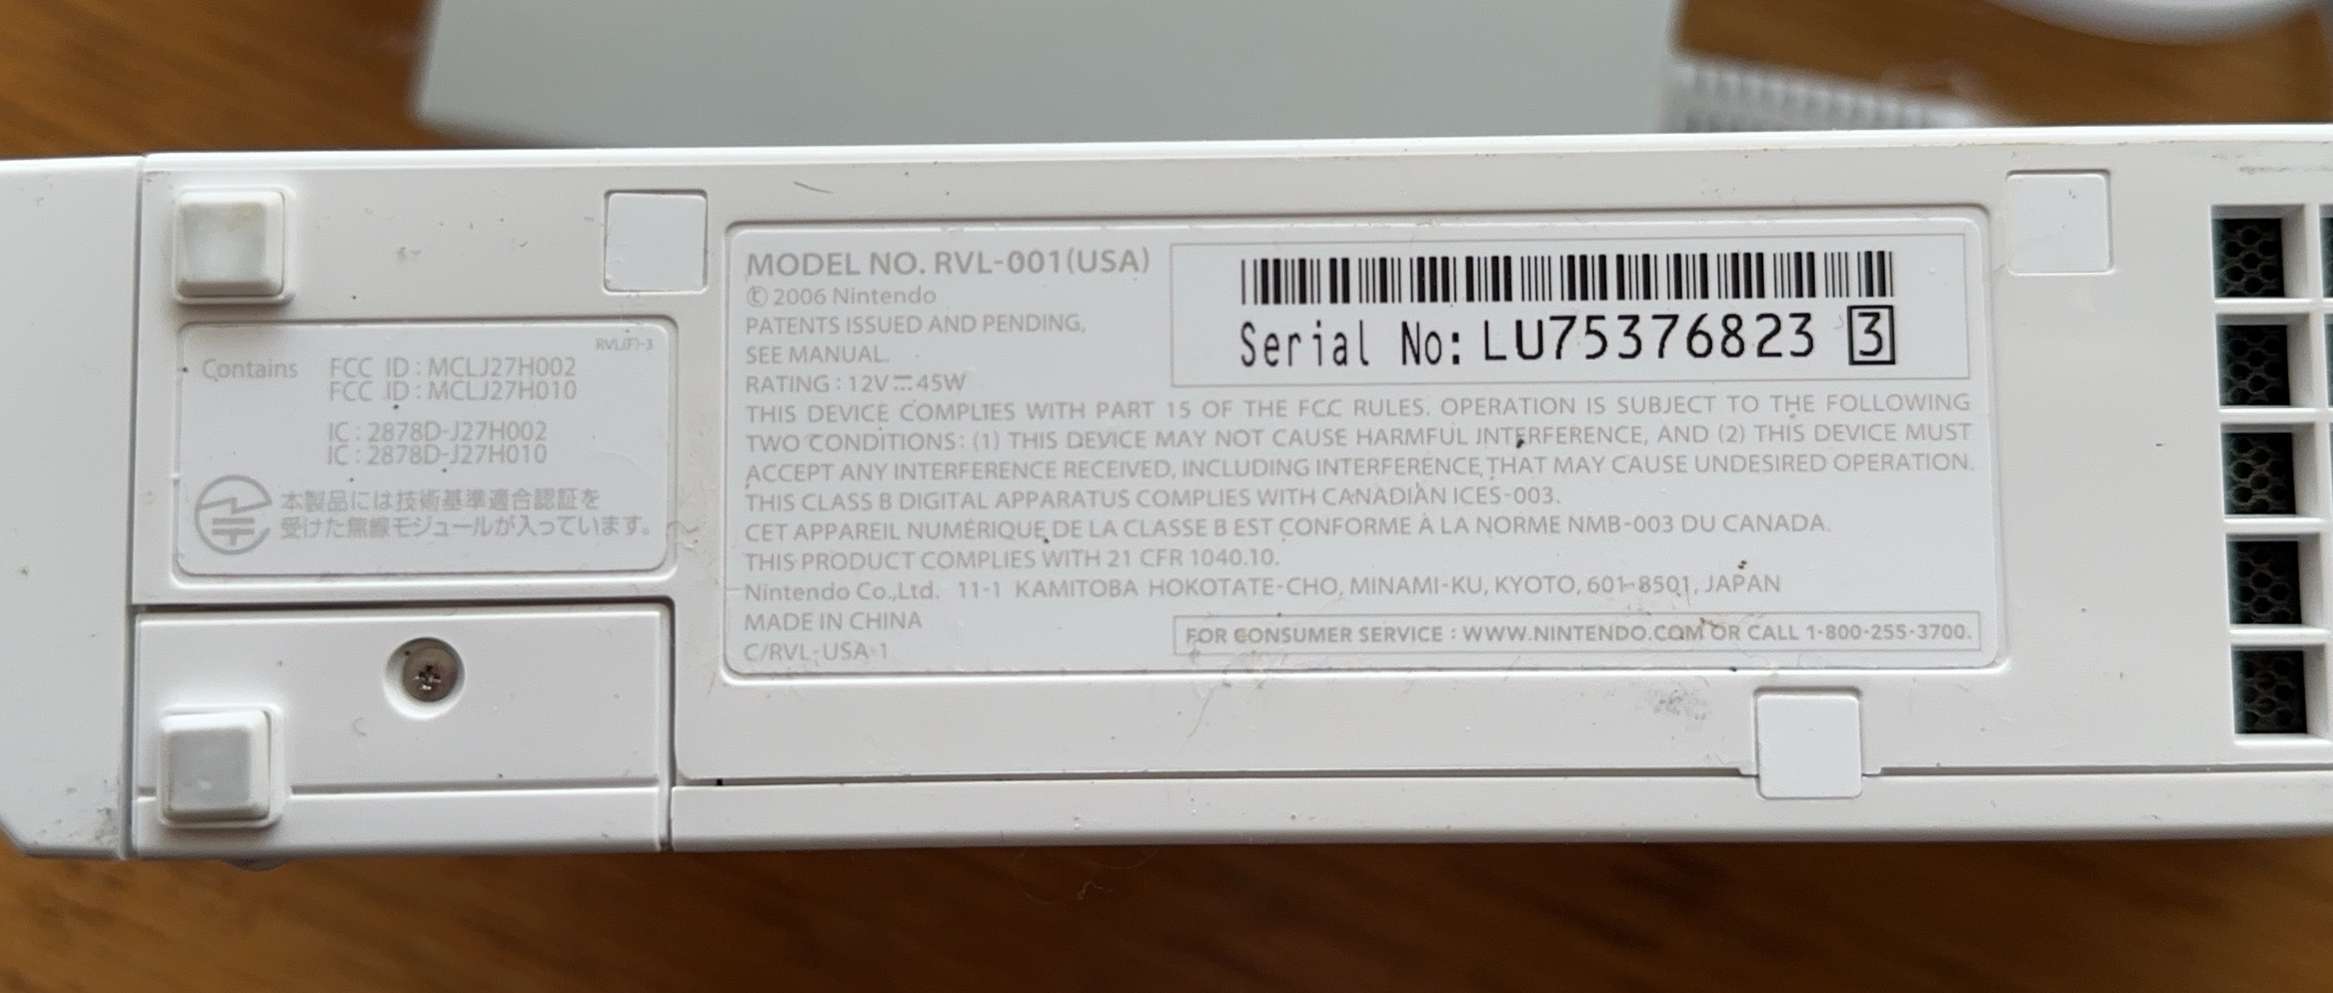 RVL(F)-3
Contains FCC ID : MCLJ27H002
FCC ID : MCLJ27H010
IC : 2878D-J27H002
IC : 2878D-J27H010
本製品には技術基準適合認証を
受けた無線モジュールが入っています。
MODEL NO. RVL-001(USA)
© 2006 Nintendo
PATENTS ISSUED AND PENDING,
SEE MANUAL.
RATING : 12V⎓45W
Serial No: LU75376823 3
THIS DEVICE COMPLIES WITH PART 15 OF THE FCC RULES. OPERATION IS SUBJECT TO THE FOLLOWING
TWO CONDITIONS: (1) THIS DEVICE MAY NOT CAUSE HARMFUL INTERFERENCE, AND (2) THIS DEVICE MUST
ACCEPT ANY INTERFERENCE RECEIVED, INCLUDING INTERFERENCE THAT MAY CAUSE UNDESIRED OPERATION.
THIS CLASS B DIGITAL APPARATUS COMPLIES WITH CANADIAN ICES-003.
CET APPAREIL NUMÉRIQUE DE LA CLASSE B EST CONFORME À LA NORME NMB-003 DU CANADA.
THIS PRODUCT COMPLIES WITH 21 CFR 1040.10.
Nintendo Co.,Ltd. 11-1 KAMITOBA HOKOTATE-CHO, MINAMI-KU, KYOTO, 601-8501, JAPAN
MADE IN CHINA
C/RVL-USA-1
FOR CONSUMER SERVICE : WWW.NINTENDO.COM OR CALL 1-800-255-3700.